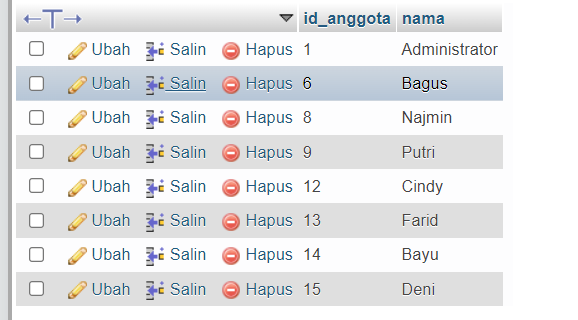 id_anggota nama
Ubah Salin Hapus 1 Administrator
Ubah Salin Hapus 6 Bagus
Ubah Salin Hapus 8 Najmin
Ubah Salin Hapus 9 Putri
Ubah Salin Hapus 12 Cindy
Ubah Salin Hapus 13 Farid
Ubah Salin Hapus 14 Bayu
Ubah Salin Hapus 15 Deni